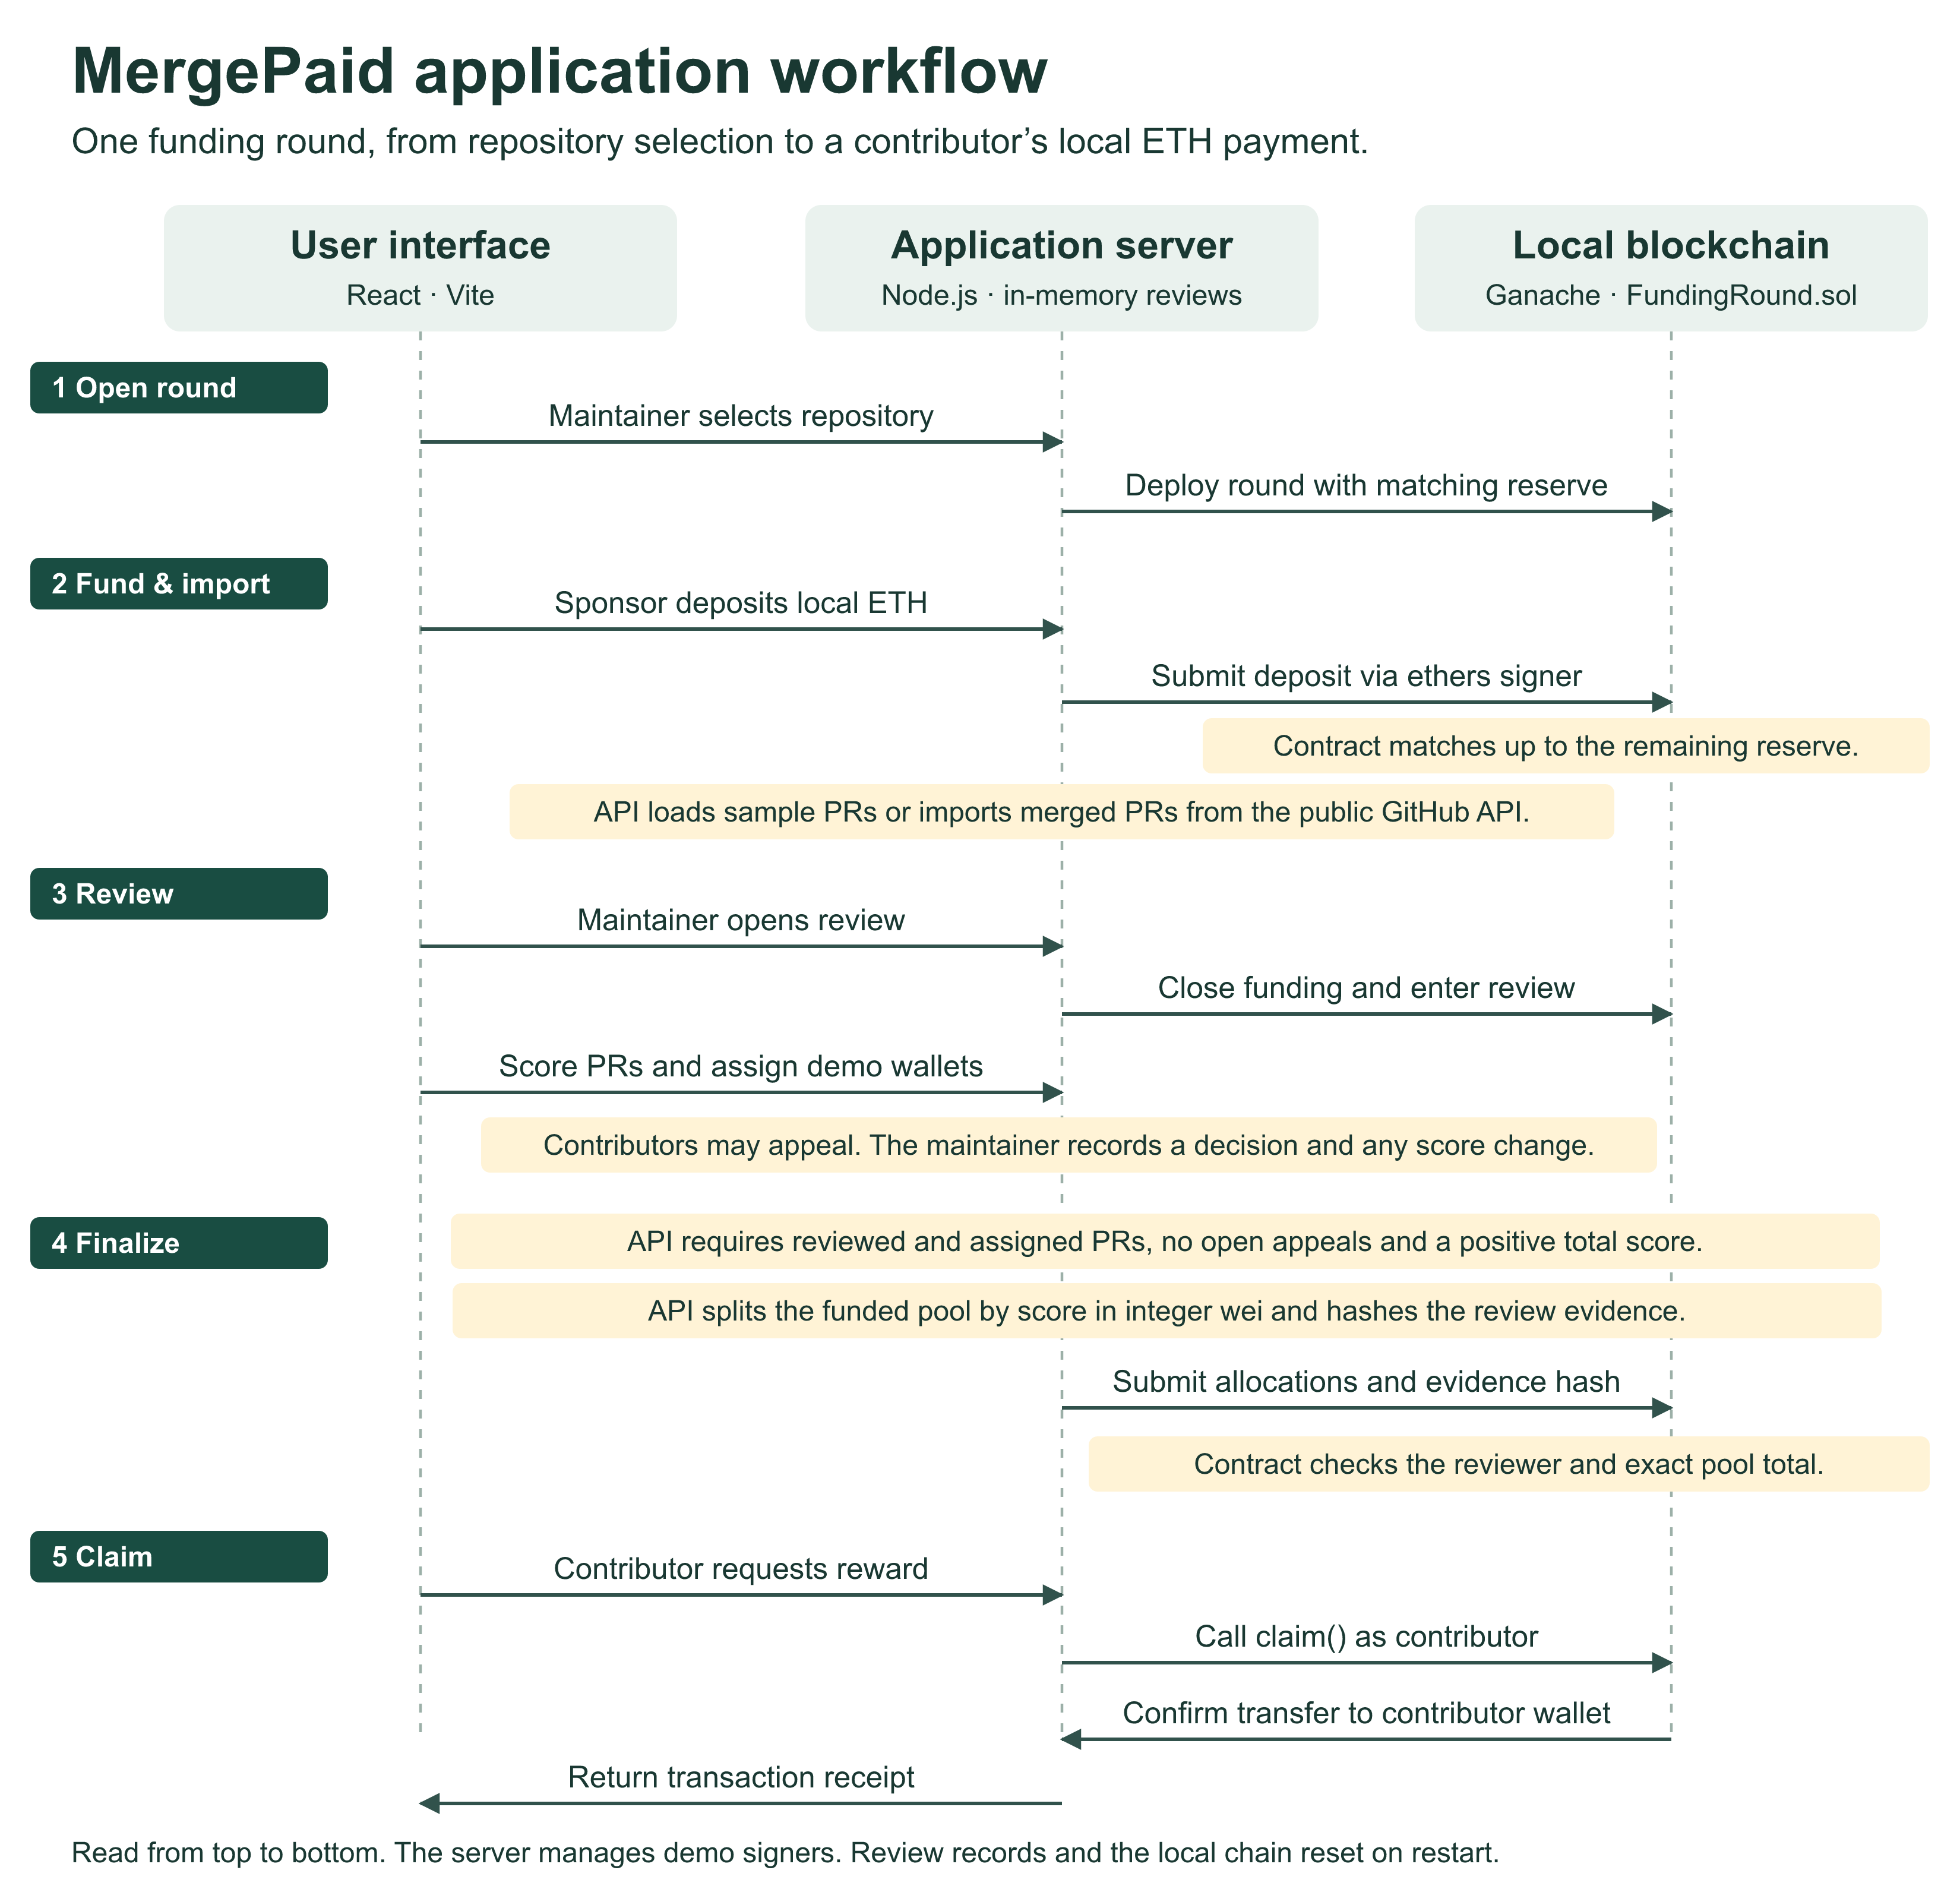 MergePaid application workflow
One funding round, from repository selection to a contributor’s local ETH payment.
User interface
React · Vite
Application server
Node.js · in-memory reviews
Local blockchain
Ganache · FundingRound.sol
1 Open round
Maintainer selects repository
Deploy round with matching reserve
2 Fund & import
Sponsor deposits local ETH
Submit deposit via ethers signer
Contract matches up to the remaining reserve.
API loads sample PRs or imports merged PRs from the public GitHub API.
3 Review
Maintainer opens review
Close funding and enter review
Score PRs and assign demo wallets
Contributors may appeal. The maintainer records a decision and any score change.
4 Finalize
API requires reviewed and assigned PRs, no open appeals and a positive total score.
API splits the funded pool by score in integer wei and hashes the review evidence.
Submit allocations and evidence hash
Contract checks the reviewer and exact pool total.
5 Claim
Contributor requests reward
Call claim() as contributor
Confirm transfer to contributor wallet
Return transaction receipt
Read from top to bottom. The server manages demo signers. Review records and the local chain reset on restart.